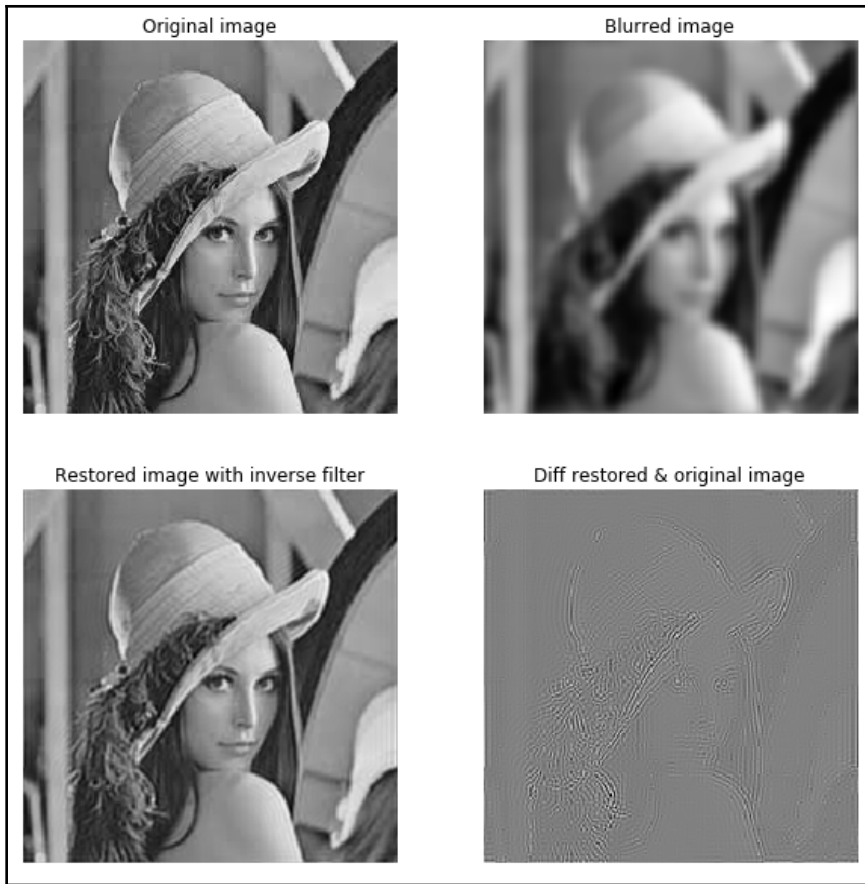 Original image
Blurred image
Restored image with inverse filter
Diff restored & original image